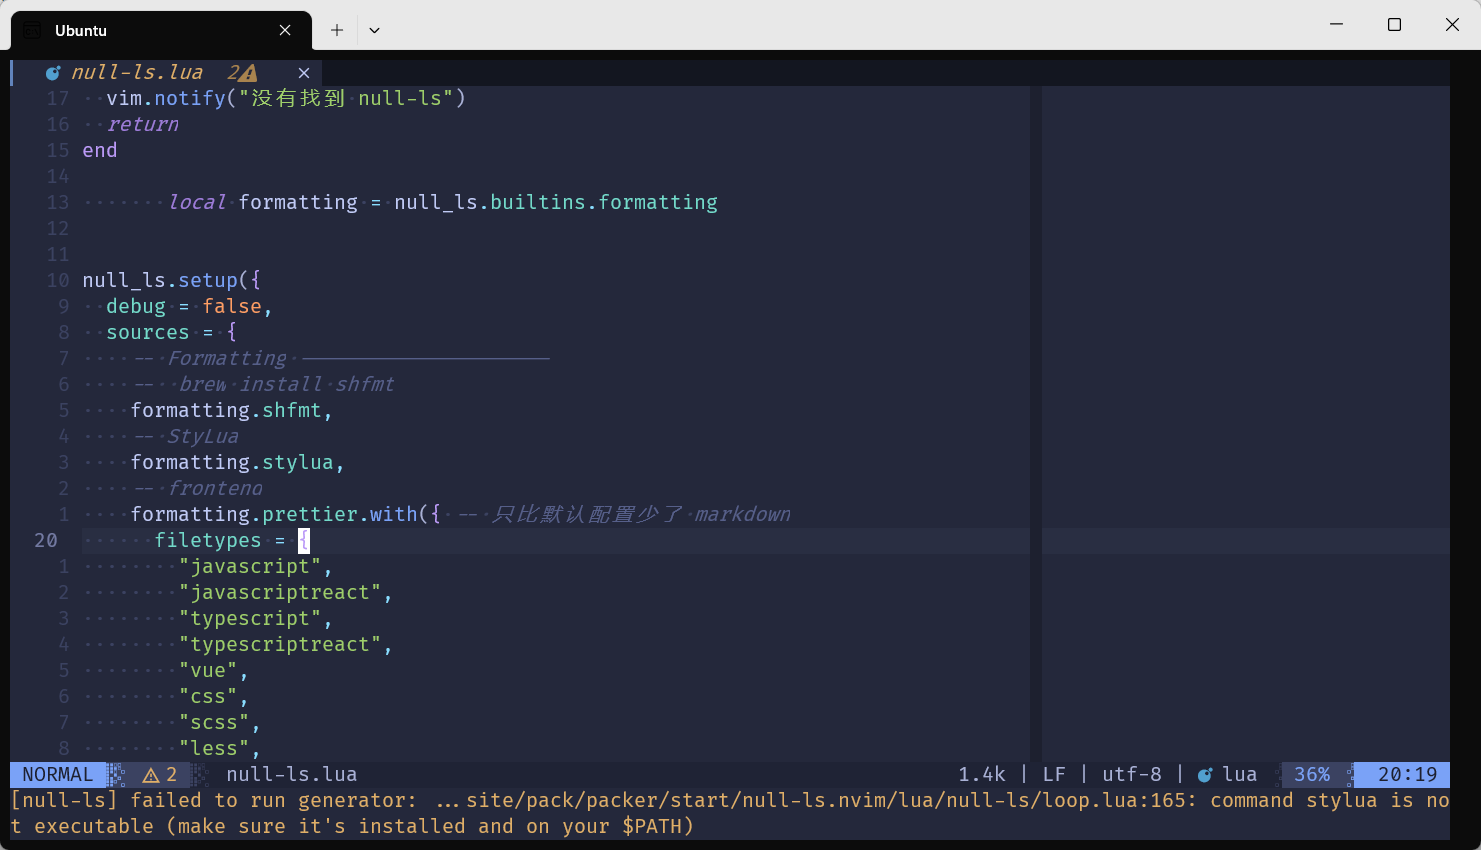 Ubuntu
null-ls.lua 2
17 vim.notify("没有找到 null-ls")
16 return
15 end
14
13 local formatting = null_ls.builtins.formatting
12
11
10 null_ls.setup({
9 debug = false,
8 sources = {
7 -- Formatting ---------------------
6 -- brew install shfmt
5 formatting.shfmt,
4 -- StyLua
3 formatting.stylua,
2 -- frontend
1 formatting.prettier.with({ -- 只比默认配置少了 markdown
20 filetypes = {
1 "javascript",
2 "javascriptreact",
3 "typescript",
4 "typescriptreact",
5 "vue",
6 "css",
7 "scss",
8 "less",
NORMAL 2 null-ls.lua 1.4k | LF | utf-8 | lua 36% 20:19
[null-ls] failed to run generator: ...site/pack/packer/start/null-ls.nvim/lua/null-ls/loop.lua:165: command stylua is no
t executable (make sure it's installed and on your $PATH)